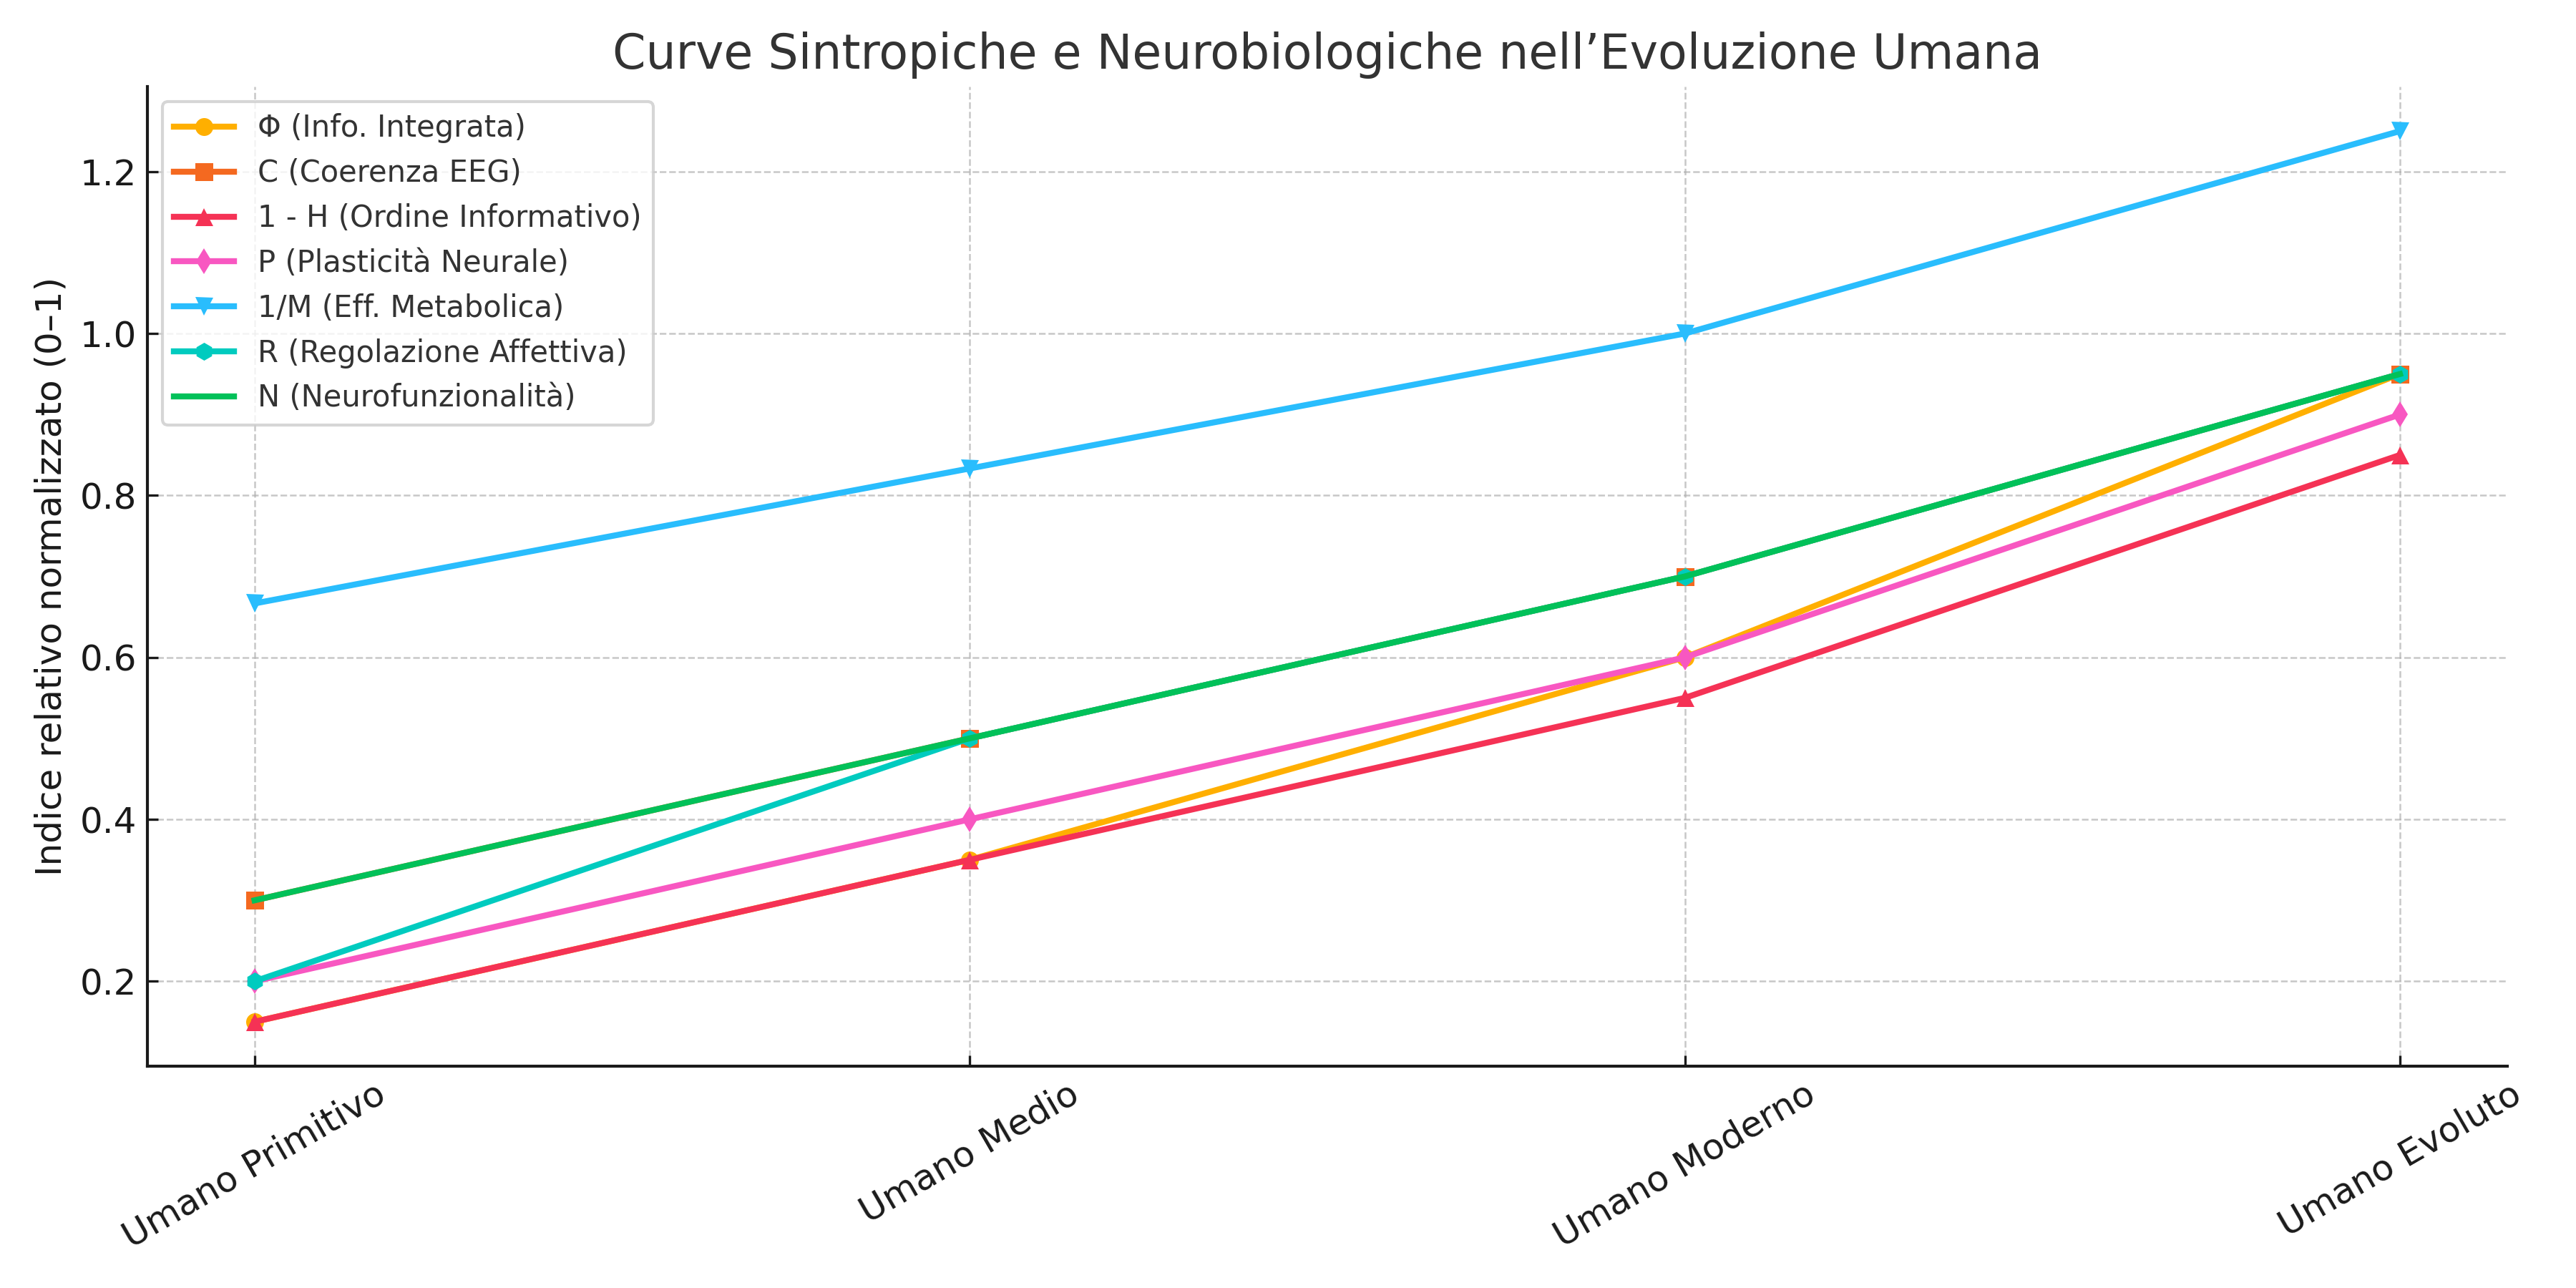 Curve Sintropiche e Neurobiologiche nell’Evoluzione Umana
Φ (Info. Integrata)
C (Coerenza EEG)
1 - H (Ordine Informativo)
P (Plasticità Neurale)
1/M (Eff. Metabolica)
R (Regolazione Affettiva)
N (Neurofunzionalità)
Indice relativo normalizzato (0–1)
1.2
1.0
0.8
0.6
0.4
0.2
Umano Primitivo
Umano Medio
Umano Moderno
Umano Evoluto